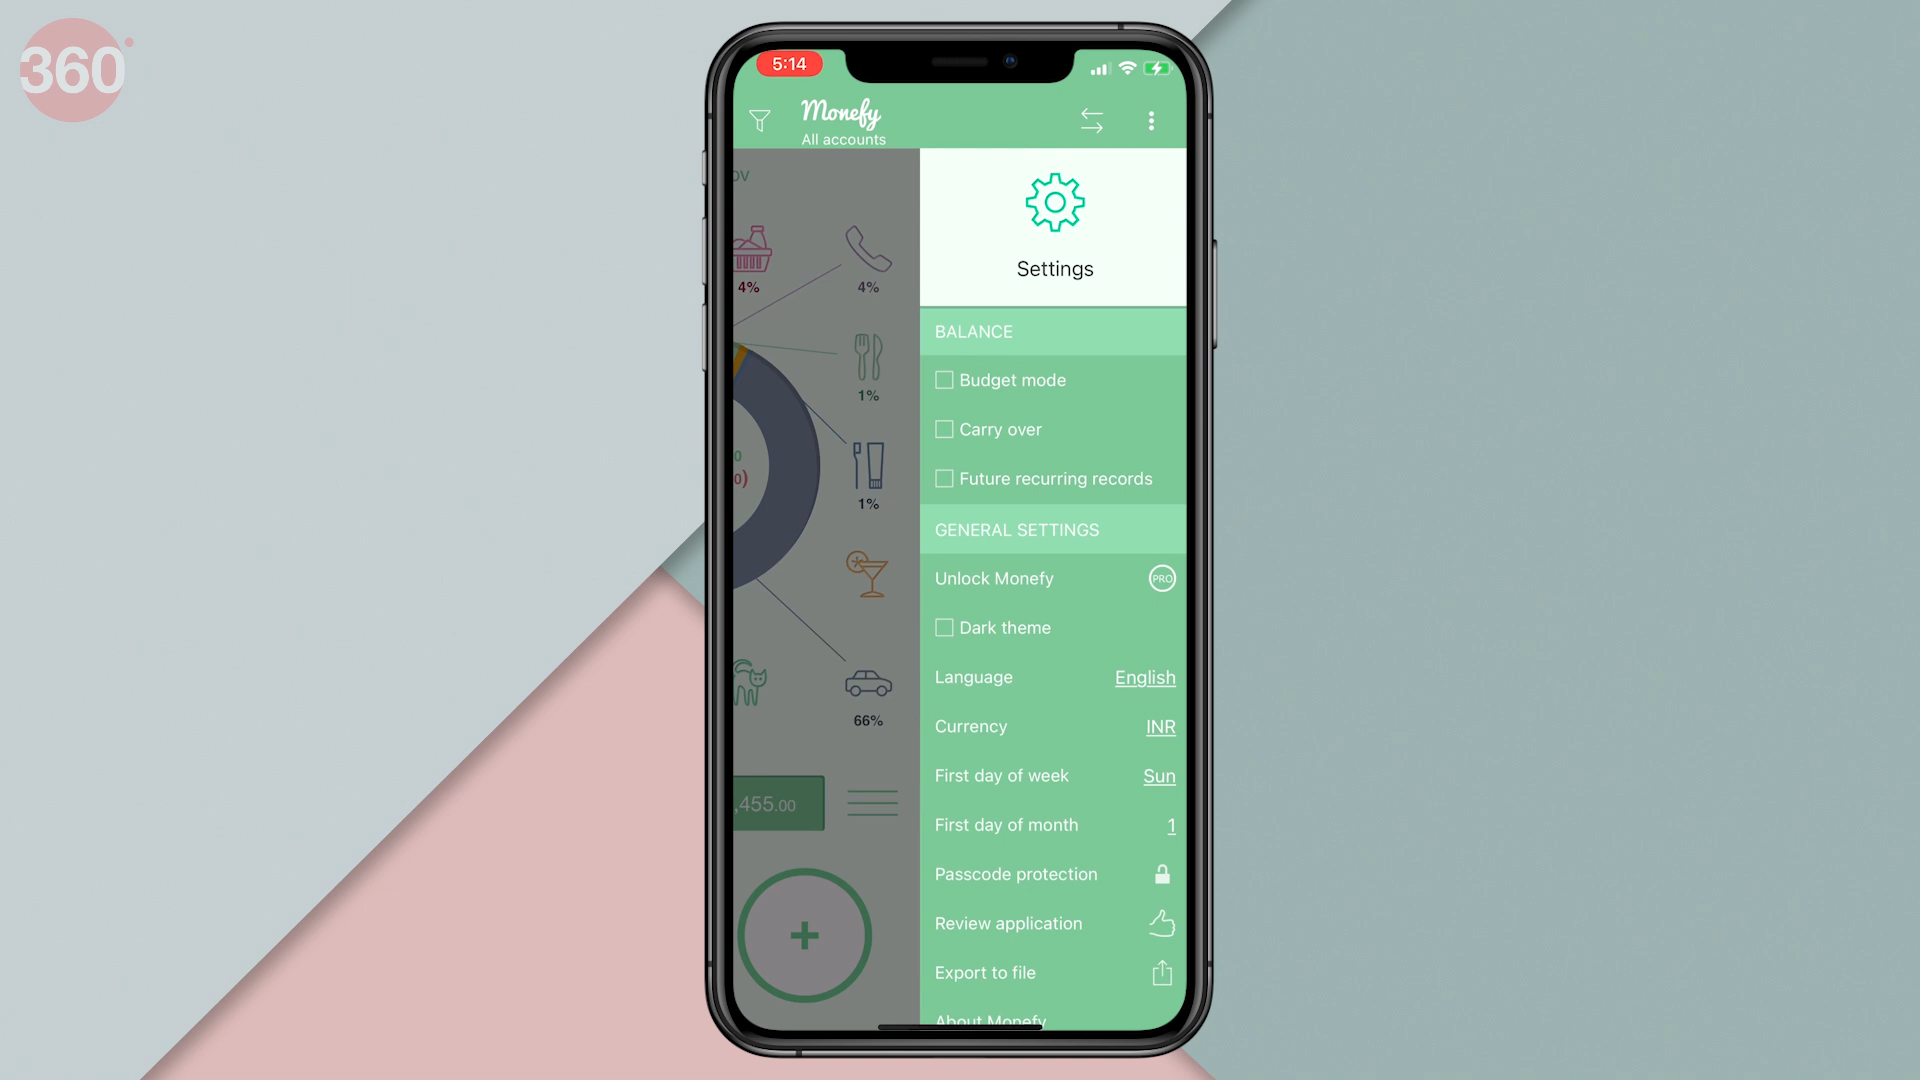 360
5:14
Monefy
All accounts
OV
4%
4%
1%
1%
66%
,455.00
+
Settings
BALANCE
Budget mode
Carry over
Future recurring records
GENERAL SETTINGS
Unlock Monefy PRO
Dark theme
Language English
Currency INR
First day of week Sun
First day of month 1
Passcode protection
Review application
Export to file
About Monefy